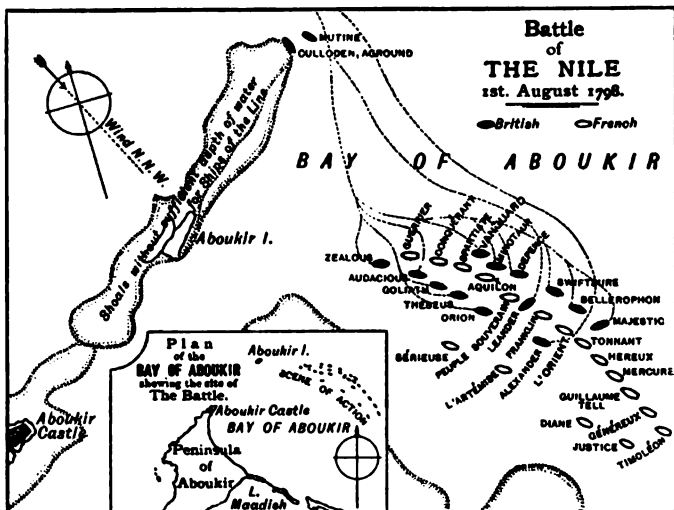 Battle
of
THE NILE
1st. August 1798.
British French
MUTINE
CULLODEN, AGROUND
Wind N.N.W.
Shoals without sufficient depth of water
for Ships of the Line.
BAY OF ABOUKIR
Aboukir I.
GUERRIER
CONQUÉRANT
SPARTIATE
VANGUARD
MINOTAUR
DEFENCE
ZEALOUS
AUDACIOUS
GOLIATH
THESEUS
ORION
AQUILON
SWIFTSURE
BELLEROPHON
MAJESTIC
SÉRIEUSE
PEUPLE SOUVERAIN
LEANDER
FRANKLIN
L'ARTÉMISE
ALEXANDER
L'ORIENT
TONNANT
HEREUX
MERCURE
GUILLAUME
TELL
DIANE
GÉNÉREUX
JUSTICE
TIMOLÉON
Aboukir
Castle
Plan
of the
BAY OF ABOUKIR
shewing the site of
The Battle.
Aboukir I.
SCENE OF ACTION
Aboukir Castle
BAY OF ABOUKIR
Peninsula
of
Aboukir
L.
Maadieh